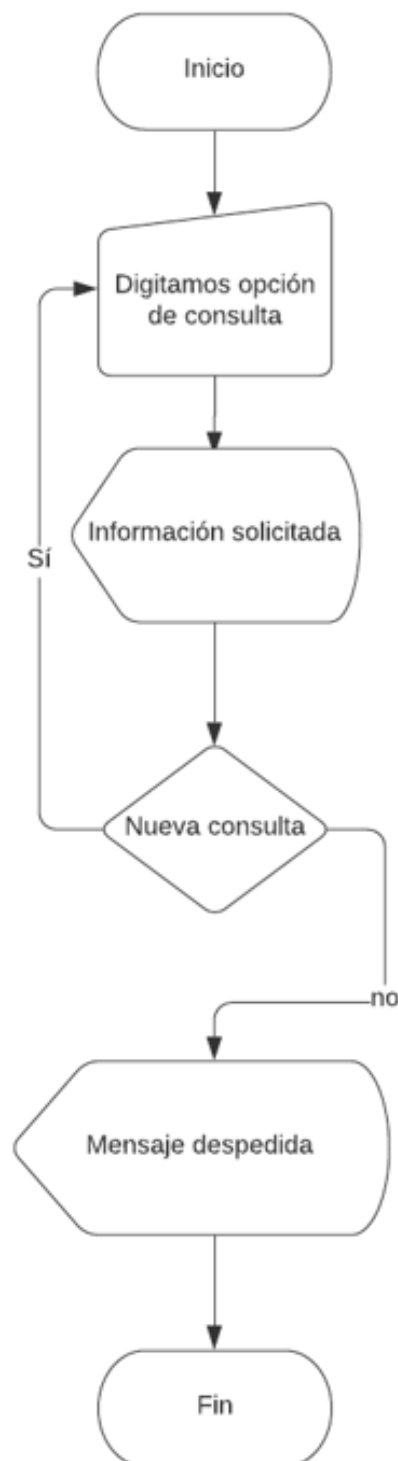 Inicio
Digitamos opción
de consulta
Información solicitada
Sí
Nueva consulta
no
Mensaje despedida
Fin